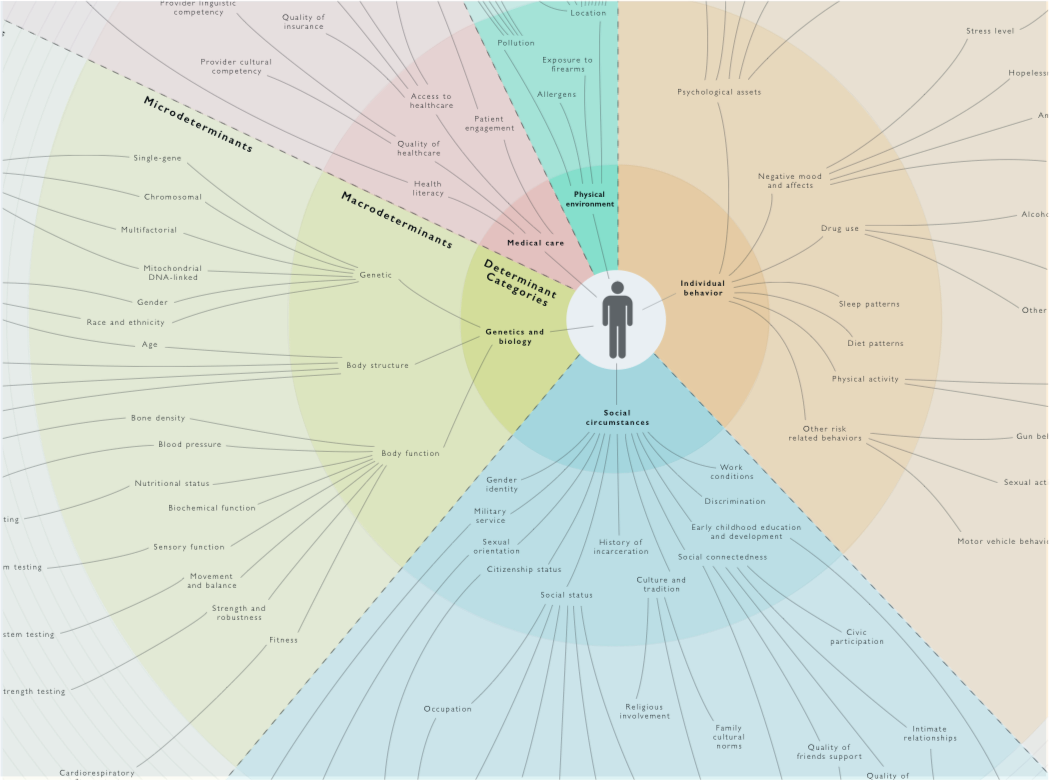 Provider linguistic
competency
Quality of
insurance
Provider cultural
competency
Access to
healthcare
Patient
engagement
Quality of
healthcare
Health
literacy
Medical care
Location
Pollution
Exposure to
firearms
Allergens
Physical
environment
Stress level
Psychological assets
Negative mood
and affects
Drug use
Individual
behavior
Sleep patterns
Diet patterns
Physical activity
Other
Other risk
related behaviors
Sexual act
Motor vehicle behavi
Microdeterminants
Macrodeterminants
Determinant
Categories
Single-gene
Chromosomal
Multifactorial
Mitochondrial
DNA-linked
Gender
Race and ethnicity
Age
Genetic
Genetics and
biology
Body structure
Bone density
Blood pressure
Body function
Nutritional status
Biochemical function
ting
Sensory function
m testing
Movement
and balance
Strength and
robustness
stem testing
Fitness
trength testing
Cardiorespiratory
Social
circumstances
Gender
identity
Military
service
Sexual
orientation
Citizenship status
Social status
History of
incarceration
Culture and
tradition
Work
conditions
Discrimination
Early childhood education
and development
Social connectedness
Civic
participation
Occupation
Religious
involvement
Family
cultural
norms
Quality of
friends support
Intimate
relationships
Quality of